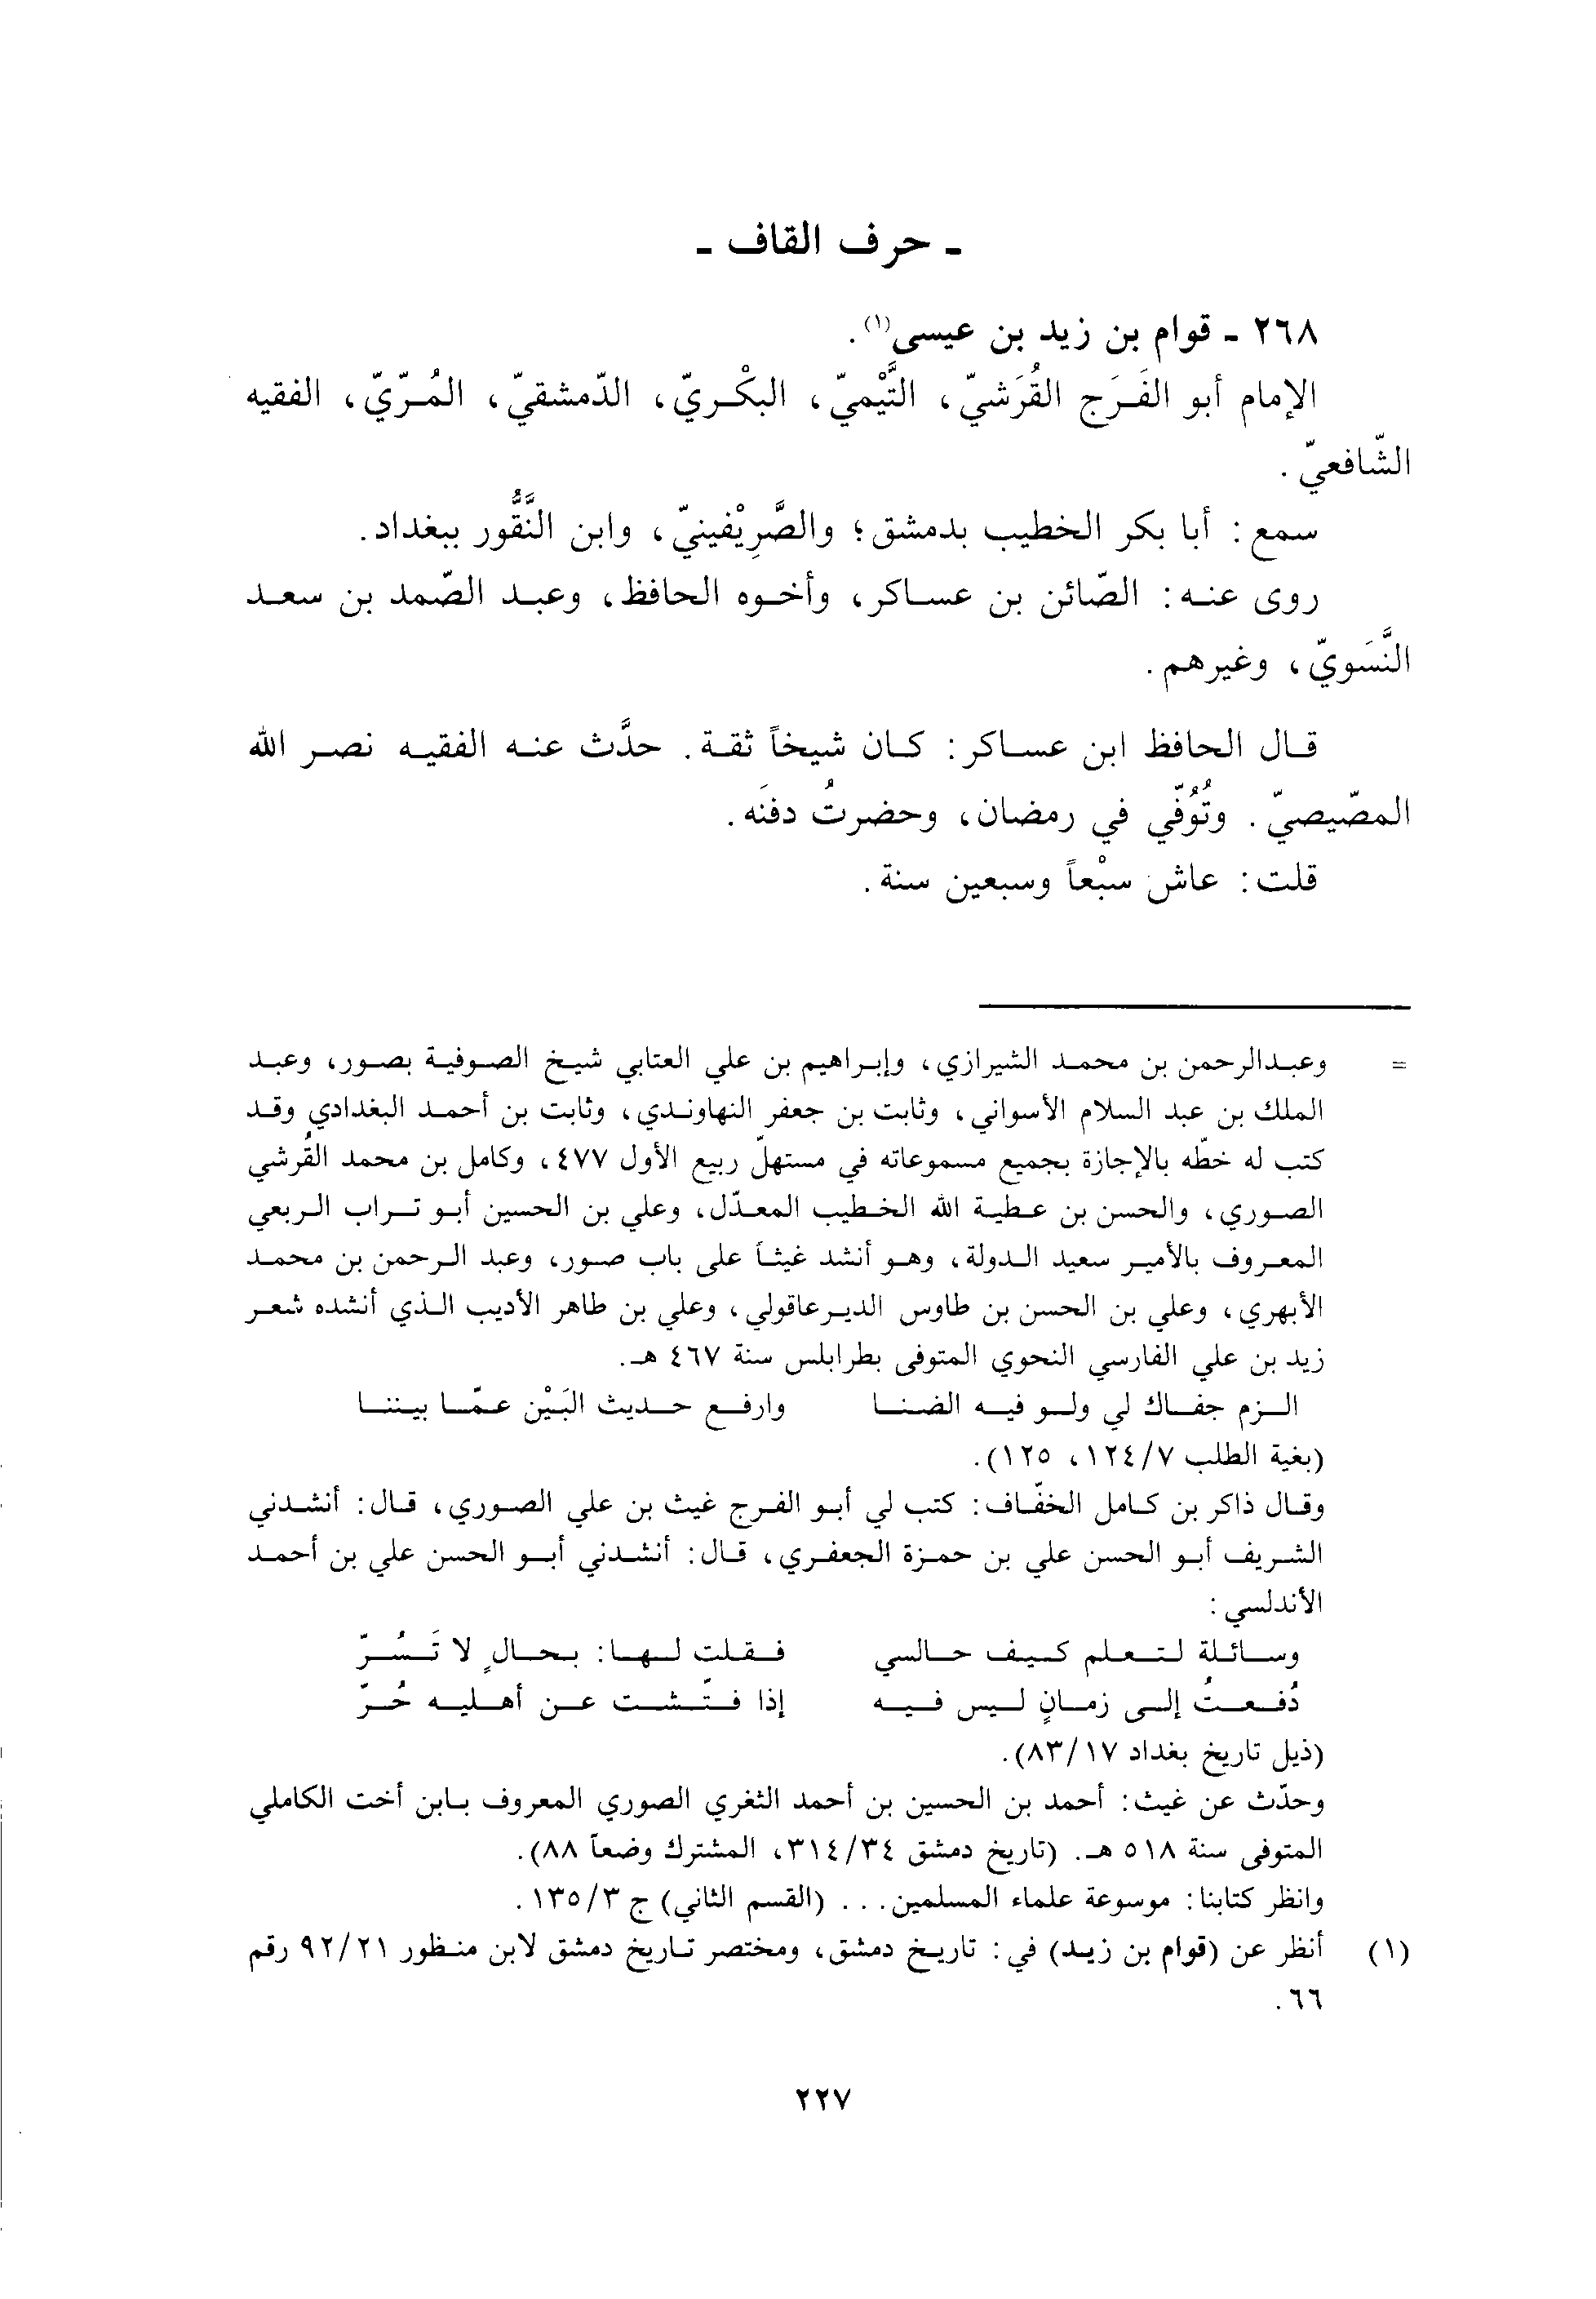 ـ حرف القاف ـ
٢٦٨ ـ قوام بن زيد بن عيسى(١).
الإمام أبو الفَرَج القُرَشيّ، التَّيْميّ، البكْريّ، الدّمشقيّ، المُرّيّ، الفقيه
الشّافعيّ.
سمع: أبا بكر الخطيب بدمشق؛ والصَّرِيْفينيّ، وابن النَّقُّور ببغداد.
روى عنه: الصّائن بن عساكر، وأخوه الحافظ، وعبد الصّمد بن سعد
النَّسَويّ، وغيرهم.
قال الحافظ ابن عساكر: كان شيخاً ثقة. حدَّث عنه الفقيه نصر الله
المصّيصيّ. وتُوُفّي في رمضان، وحضرتُ دفنَه.
قلت: عاش سبْعاً وسبعين سنة.
= وعبدالرحمن بن محمد الشيرازي، وإبراهيم بن علي العتابي شيخ الصوفية بصور، وعبد
الملك بن عبد السلام الأسواني، وثابت بن جعفر النهاوندي، وثابت بن أحمد البغدادي وقد
كتب له خطّه بالإجازة بجميع مسموعاته في مستهلّ ربيع الأول ٤٧٧، وكامل بن محمد القُرشي
الصوري، والحسن بن عطية الله الخطيب المعدّل، وعلي بن الحسين أبو تراب الربعي
المعروف بالأمير سعيد الدولة، وهو أنشد غيثاً على باب صور، وعبد الرحمن بن محمد
الأبهري، وعلي بن الحسن بن طاوس الديرعاقولي، وعلي بن طاهر الأديب الذي أنشده شعر
زيد بن علي الفارسي النحوي المتوفى بطرابلس سنة ٤٦٧ هـ.
الزم جفاك لي ولو فيه الضنا وارفع حديث البَيْن عمّا بيننا
(بغية الطلب ١٢٤/٧، ١٢٥).
وقال ذاكر بن كامل الخفّاف: كتب لي أبو الفرج غيث بن علي الصوري، قال: أنشدني
الشريف أبو الحسن علي بن حمزة الجعفري، قال: أنشدني أبو الحسن علي بن أحمد
الأندلسي:
وسائلة لتعلم كيف حالسي فقلت لها: بحالٍ لا تَسُرّ
دُفعتُ إلى زمانٍ ليس فيه إذا فتّشت عن أهليه حُرّ
(ذيل تاريخ بغداد ٨٣/١٧).
وحدّث عن غيث: أحمد بن الحسين بن أحمد الثغري الصوري المعروف بابن أخت الكاملي
المتوفى سنة ٥١٨ هـ. (تاريخ دمشق ٣١٤/٣٤، المشترك وضعاً ٨٨).
وانظر كتابنا: موسوعة علماء المسلمين... (القسم الثاني) ج ١٣٥/٣.
(١) أنظر عن (قوام بن زيد) في: تاريخ دمشق، ومختصر تاريخ دمشق لابن منظور ٩٢/٢١ رقم
٦٦.
٢٢٧